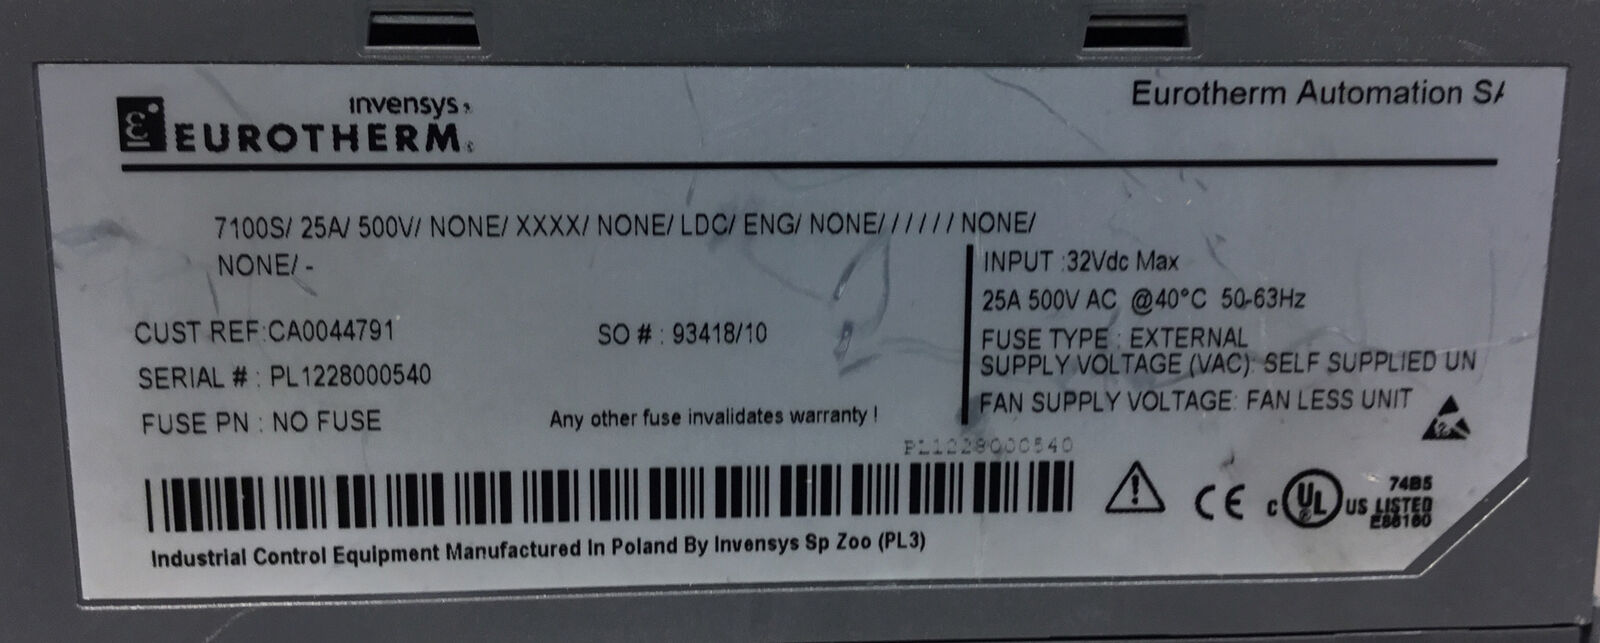 invensys
EUROTHERM
Eurotherm Automation SA
7100S/ 25A/ 500V/ NONE/ XXXX/ NONE/ LDC/ ENG/ NONE/ / / / / / NONE/
NONE/ -
INPUT :32Vdc Max
25A 500V AC @40°C 50-63Hz
CUST REF:CA0044791
SO # : 93418/10
FUSE TYPE : EXTERNAL
SUPPLY VOLTAGE (VAC): SELF SUPPLIED UN
SERIAL # : PL1228000540
FAN SUPPLY VOLTAGE: FAN LESS UNIT
FUSE PN : NO FUSE
Any other fuse invalidates warranty !
PL1228000540
CE
C UL US LISTED
74B5
E86160
Industrial Control Equipment Manufactured In Poland By Invensys Sp Zoo (PL3)